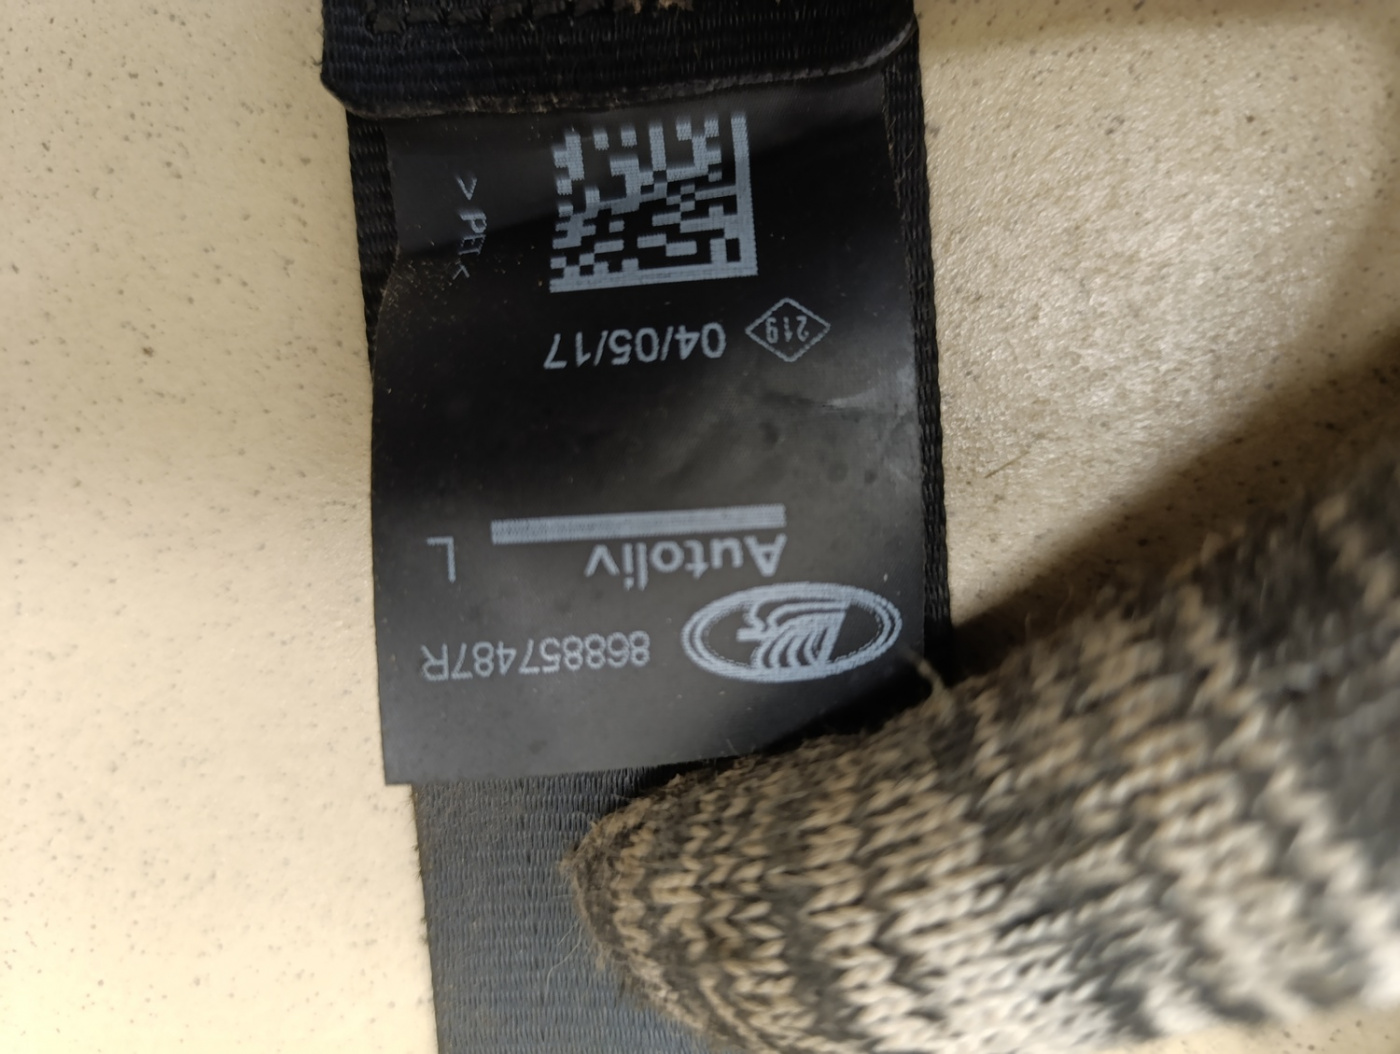 868857487R
Autoliv
L
219
04/05/17
>PET<